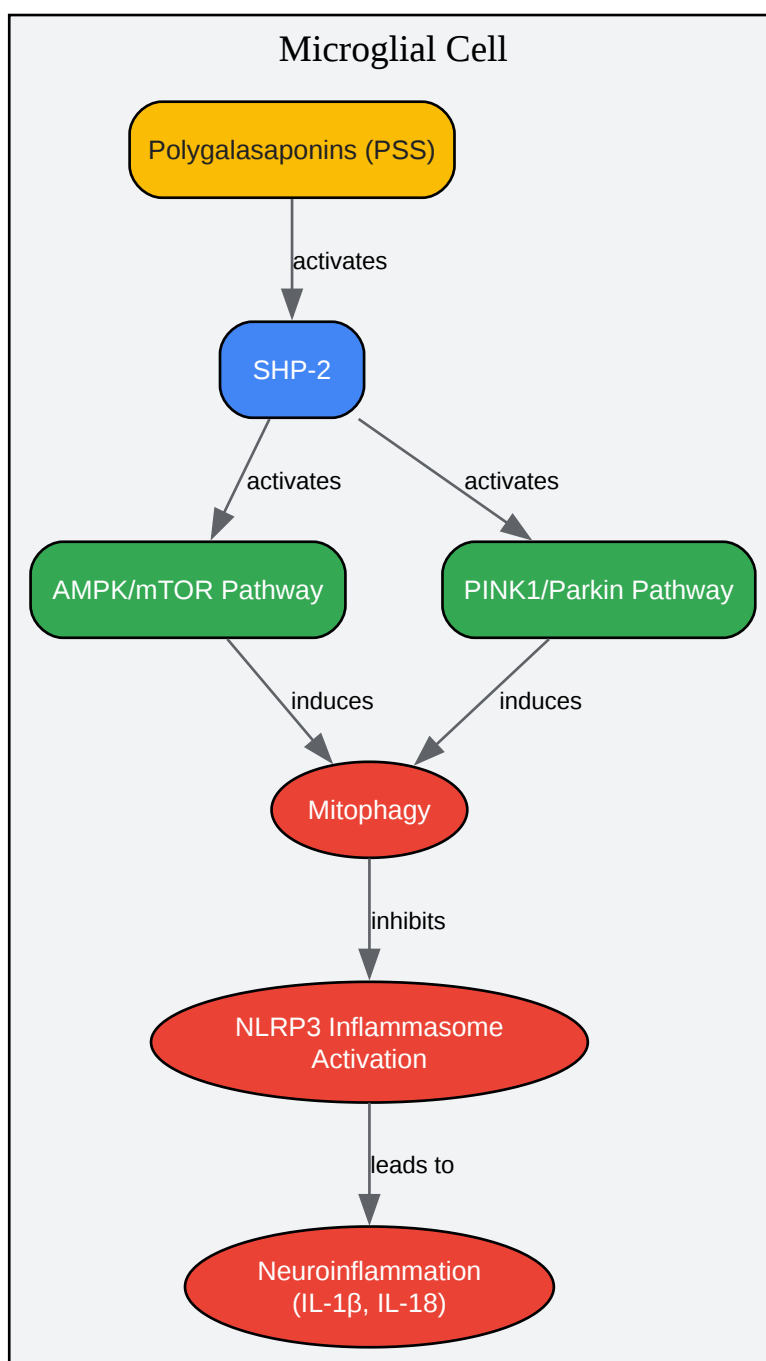 Microglial Cell
Polygalasaponins (PSS)
activates
SHP-2
activates
activates
AMPK/mTOR Pathway
PINK1/Parkin Pathway
induces
induces
Mitophagy
inhibits
NLRP3 Inflammasome
Activation
leads to
Neuroinflammation
(IL-1β, IL-18)